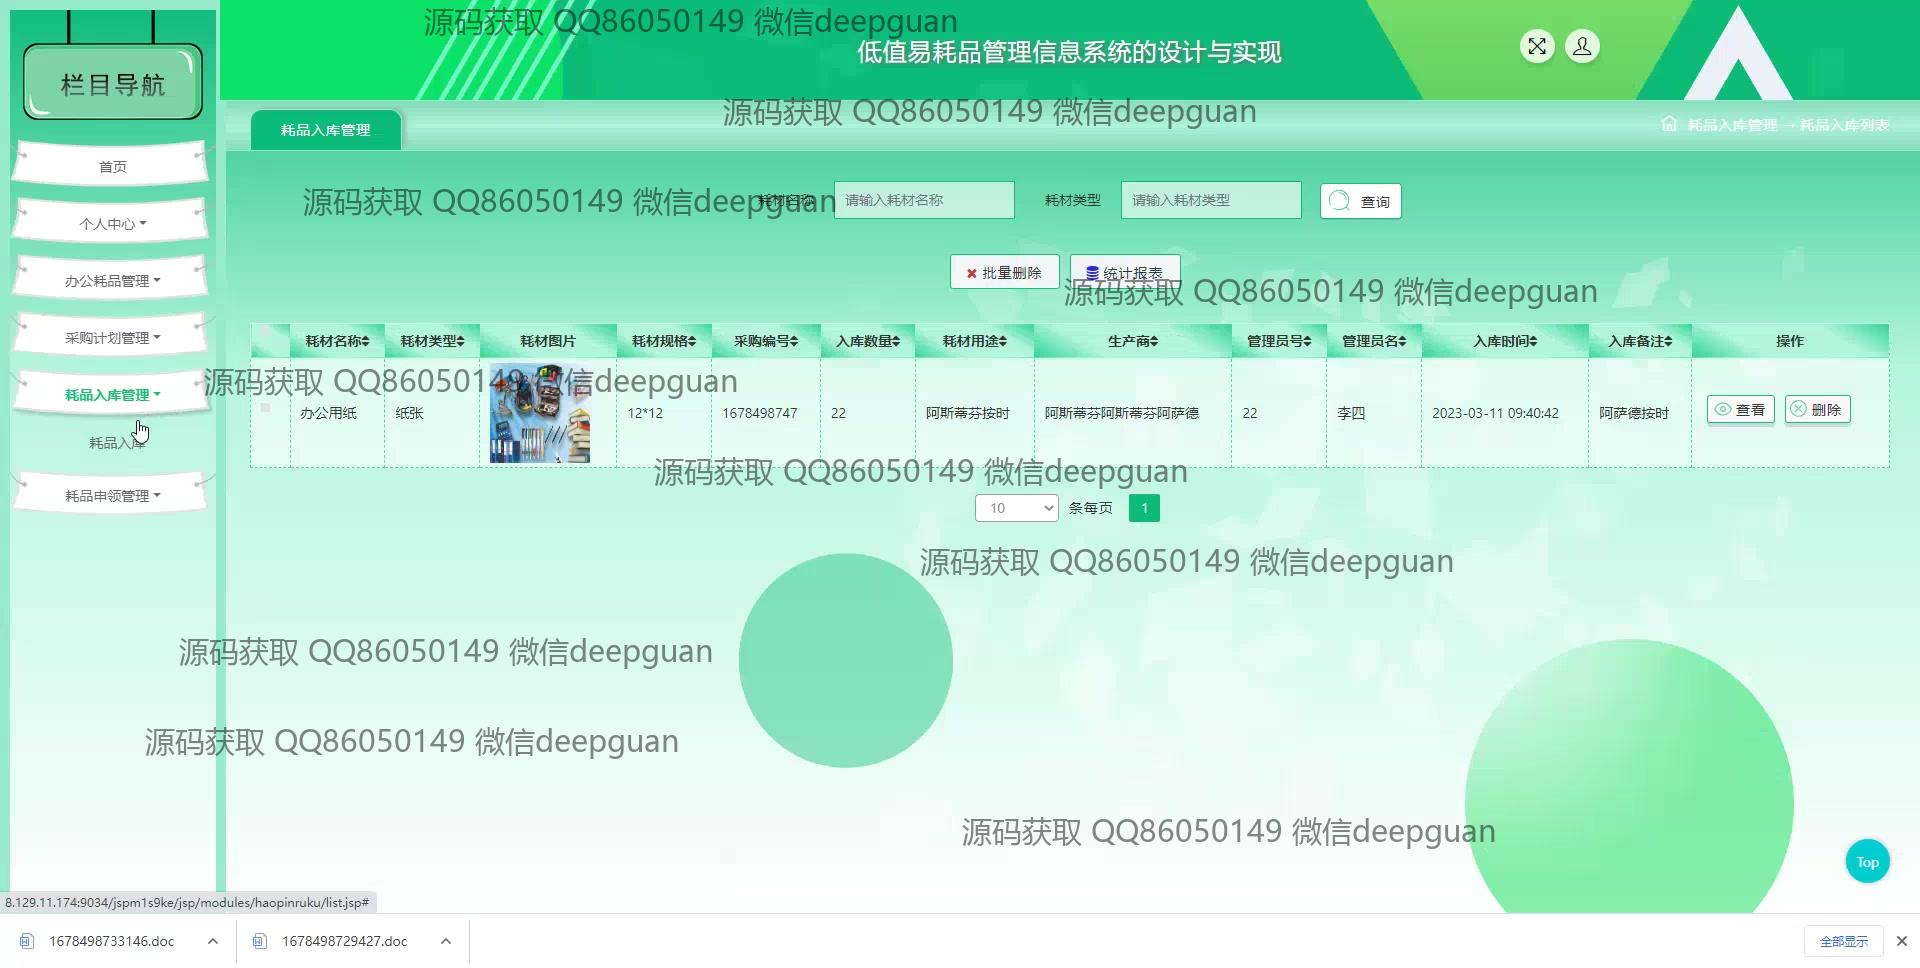 源码获取 QQ86050149 微信deepguan
低值易耗品管理信息系统的设计与实现
栏目导航
源码获取 QQ86050149 微信deepguan
耗品入库管理
耗品入库管理 → 耗品入库列表
首页
源码获取 QQ86050149 微信deepguan
耗材名称 请输入耗材名称 耗材类型 请输入耗材类型 查询
个人中心
批量删除 统计报表
办公耗品管理
源码获取 QQ86050149 微信deepguan
采购计划管理
耗材名称 耗材类型 耗材图片 耗材规格 采购编号 入库数量 耗材用途 生产商 管理员号 管理员名 入库时间 入库备注 操作
源码获取 QQ86050149 微信deepguan
耗品入库管理
办公用纸 纸张 12*12 1678498747 22 阿斯蒂芬按时 阿斯蒂芬阿斯蒂芬阿萨德 22 李四 2023-03-11 09:40:42 阿萨德按时 查看 删除
耗品入库
源码获取 QQ86050149 微信deepguan
耗品申领管理
10 条每页 1
源码获取 QQ86050149 微信deepguan
源码获取 QQ86050149 微信deepguan
源码获取 QQ86050149 微信deepguan
源码获取 QQ86050149 微信deepguan
Top
8.129.11.174:9034/jspm1s9ke/jsp/modules/haopinruku/list.jsp#
1678498733146.doc 1678498729427.doc 全部显示